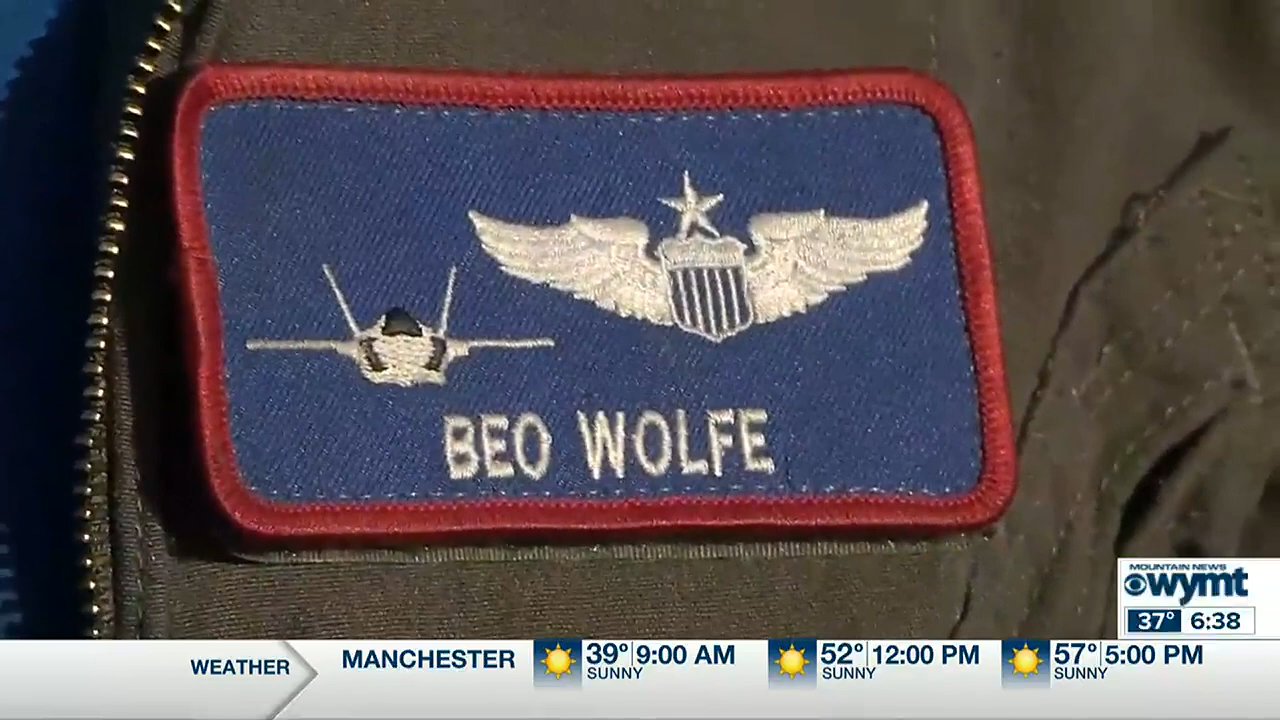 BEO WOLFE
MOUNTAIN NEWS
wymt
37° 6:38
WEATHER
MANCHESTER
39° 9:00 AM
SUNNY
52° 12:00 PM
SUNNY
57° 5:00 PM
SUNNY